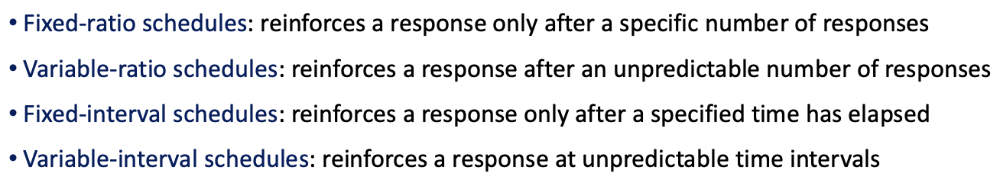 • Fixed-ratio schedules: reinforces a response only after a specific number of responses
• Variable-ratio schedules: reinforces a response after an unpredictable number of responses
• Fixed-interval schedules: reinforces a response only after a specified time has elapsed
• Variable-interval schedules: reinforces a response at unpredictable time intervals